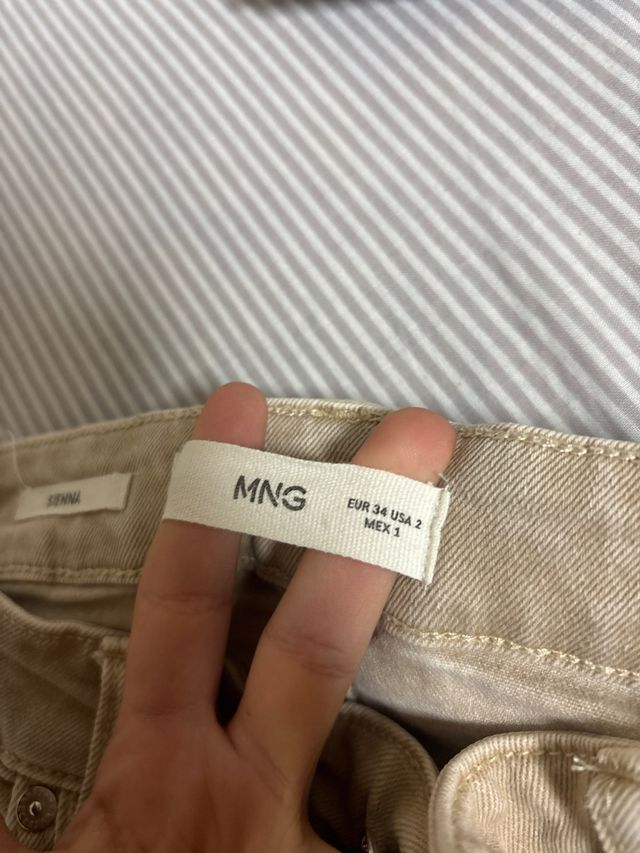 SIENNA
MNG
EUR 34 USA 2
MEX 1